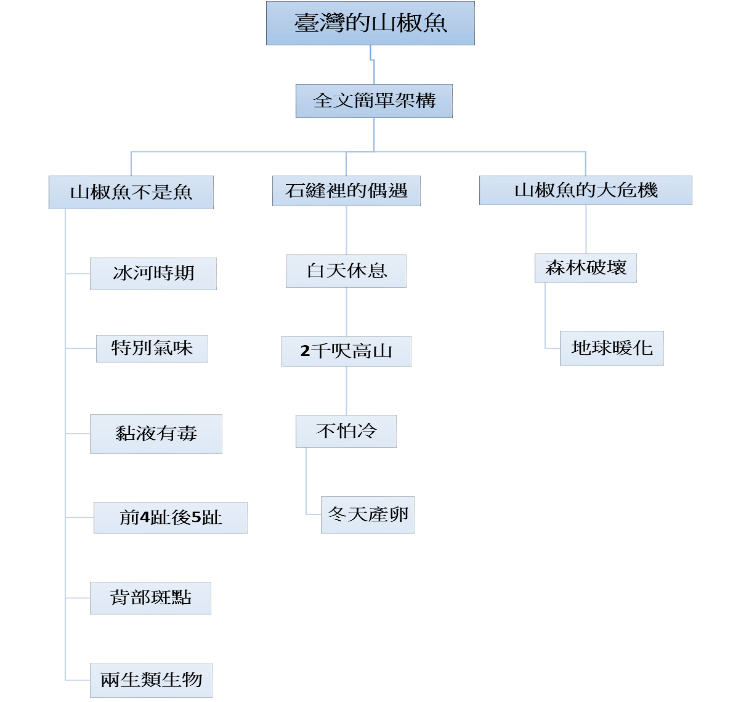 臺灣的山椒魚
全文簡單架構
山椒魚不是魚
冰河時期
特別氣味
黏液有毒
前4趾後5趾
背部斑點
兩生類生物
石縫裡的偶遇
白天休息
2千呎高山
不怕冷
冬天產卵
山椒魚的大危機
森林破壞
地球暖化